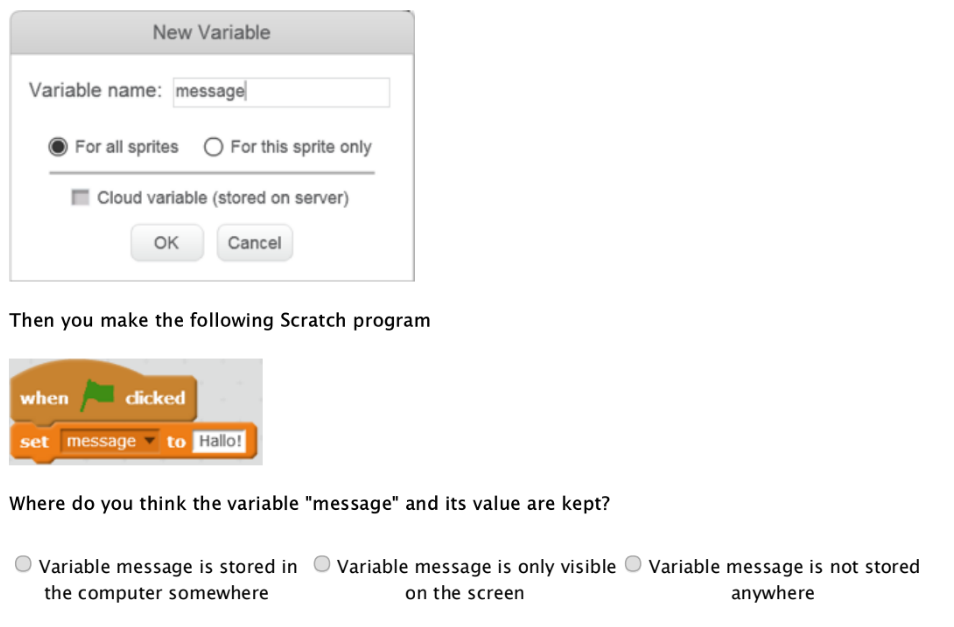 New Variable
Variable name: message
For all sprites For this sprite only
Cloud variable (stored on server)
OK Cancel
Then you make the following Scratch program
when clicked
set message to Hallo!
Where do you think the variable "message" and its value are kept?
Variable message is stored in Variable message is only visible Variable message is not stored
the computer somewhere on the screen anywhere